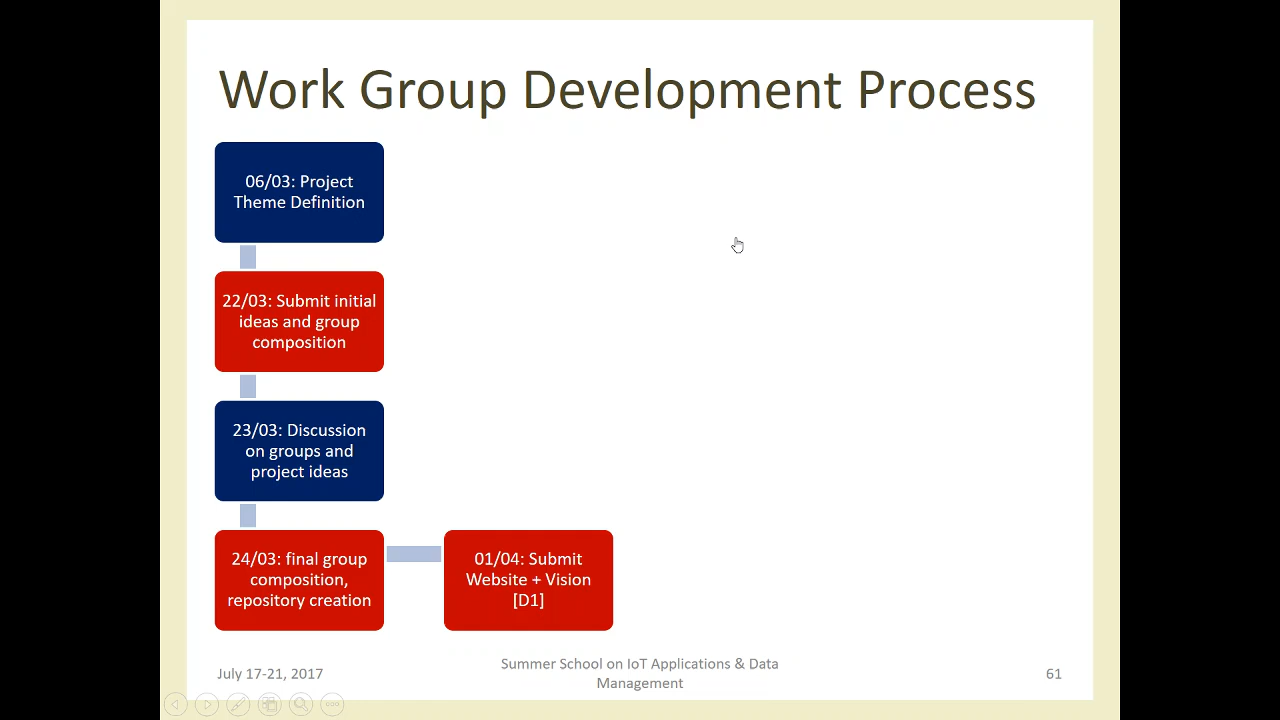 Work Group Development Process
06/03: Project
Theme Definition
22/03: Submit initial
ideas and group
composition
23/03: Discussion
on groups and
project ideas
24/03: final group
composition,
repository creation
01/04: Submit
Website + Vision
[D1]
July 17-21, 2017
Summer School on IoT Applications & Data
Management
61